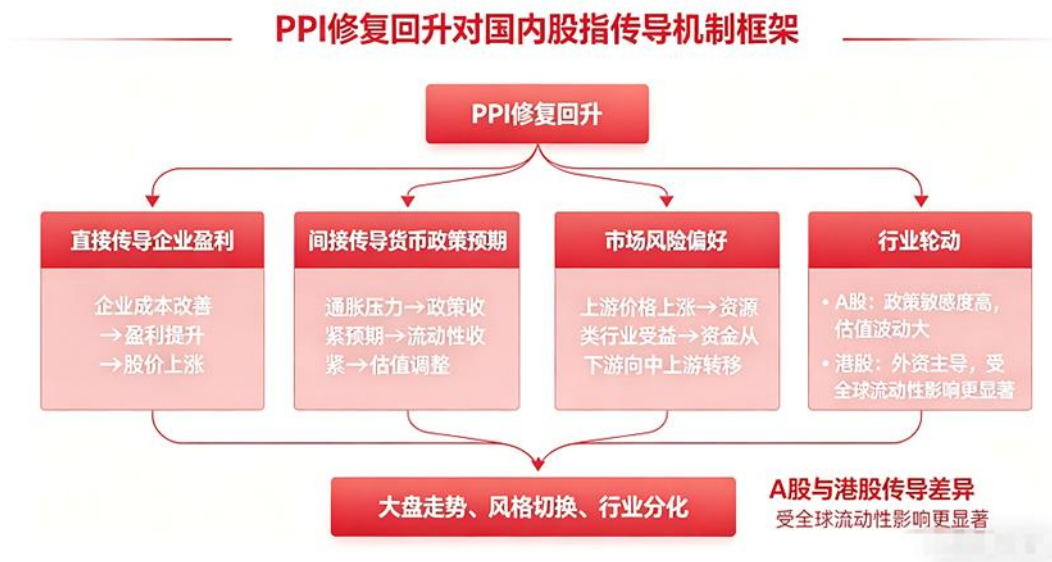 PPI修复回升对国内股指传导机制框架
PPI修复回升
直接传导企业盈利
企业成本改善
→盈利提升
→股价上涨
间接传导货币政策预期
通胀压力→政策收
紧预期→流动性收
紧→估值调整
市场风险偏好
上游价格上涨→资源
类行业受益→资金从
下游向中上游转移
行业轮动
• A股：政策敏感度高，
估值波动大
• 港股：外资主导，受
全球流动性影响更显著
大盘走势、风格切换、行业分化
A股与港股传导差异
受全球流动性影响更显著